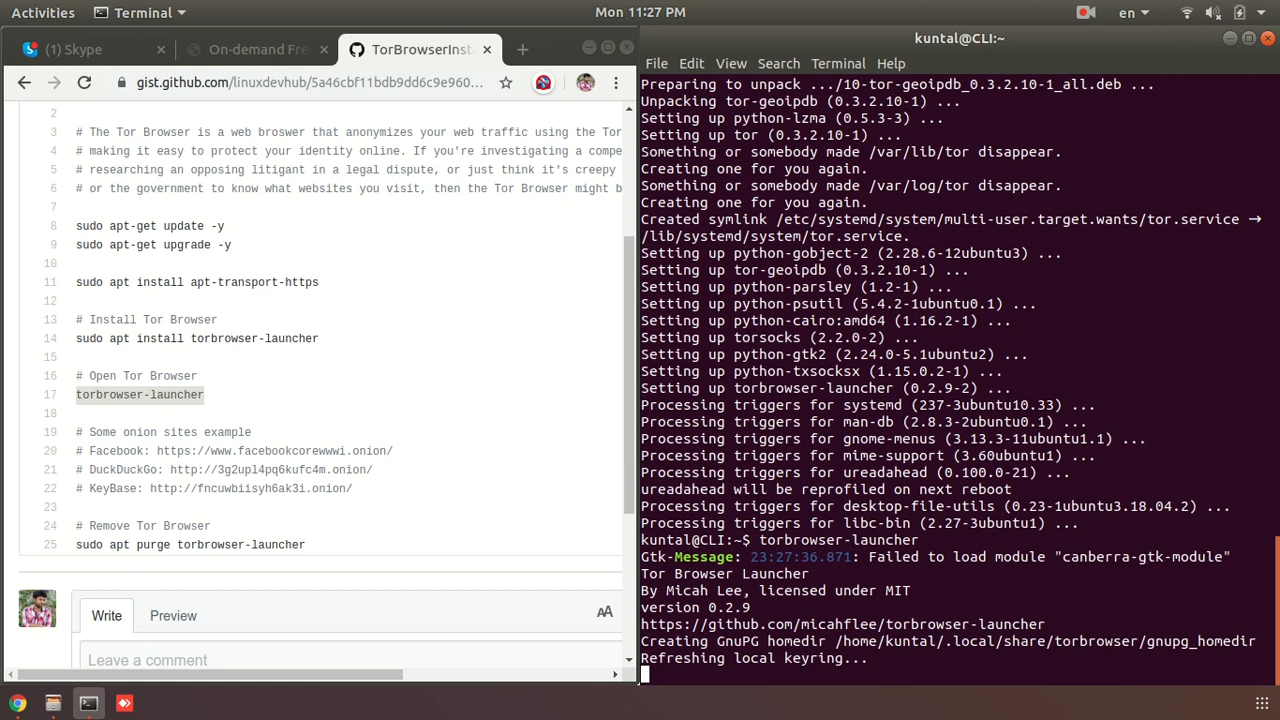 Activities Terminal Mon 11:27 PM en
(1) Skype On-demand Fre TorBrowserInst
gist.github.com/linuxdevhub/5a46cbf11bdb9dd6c9e960...
2
3 # The Tor Browser is a web broswer that anonymizes your web traffic using the Tor
4 # making it easy to protect your identity online. If you're investigating a compe
5 # researching an opposing litigant in a legal dispute, or just think it's creepy
6 # or the government to know what websites you visit, then the Tor Browser might b
7
8 sudo apt-get update -y
9 sudo apt-get upgrade -y
10
11 sudo apt install apt-transport-https
12
13 # Install Tor Browser
14 sudo apt install torbrowser-launcher
15
16 # Open Tor Browser
17 torbrowser-launcher
18
19 # Some onion sites example
20 # Facebook: https://www.facebookcorewwwi.onion/
21 # DuckDuckGo: http://3g2upl4pq6kufc4m.onion/
22 # KeyBase: http://fncuwbiisyh6ak3i.onion/
23
24 # Remove Tor Browser
25 sudo apt purge torbrowser-launcher
Write Preview AA
Leave a comment
kuntal@CLI:~
File Edit View Search Terminal Help
Preparing to unpack .../10-tor-geoipdb_0.3.2.10-1_all.deb ...
Unpacking tor-geoipdb (0.3.2.10-1) ...
Setting up python-lzma (0.5.3-3) ...
Setting up tor (0.3.2.10-1) ...
Something or somebody made /var/lib/tor disappear.
Creating one for you again.
Something or somebody made /var/log/tor disappear.
Creating one for you again.
Created symlink /etc/systemd/system/multi-user.target.wants/tor.service →
/lib/systemd/system/tor.service.
Setting up python-gobject-2 (2.28.6-12ubuntu3) ...
Setting up tor-geoipdb (0.3.2.10-1) ...
Setting up python-parsley (1.2-1) ...
Setting up python-psutil (5.4.2-1ubuntu0.1) ...
Setting up python-cairo:amd64 (1.16.2-1) ...
Setting up torsocks (2.2.0-2) ...
Setting up python-gtk2 (2.24.0-5.1ubuntu2) ...
Setting up python-txsocksx (1.15.0.2-1) ...
Setting up torbrowser-launcher (0.2.9-2) ...
Processing triggers for systemd (237-3ubuntu10.33) ...
Processing triggers for man-db (2.8.3-2ubuntu0.1) ...
Processing triggers for gnome-menus (3.13.3-11ubuntu1.1) ...
Processing triggers for mime-support (3.60ubuntu1) ...
Processing triggers for ureadahead (0.100.0-21) ...
ureadahead will be reprofiled on next reboot
Processing triggers for desktop-file-utils (0.23-1ubuntu3.18.04.2) ...
Processing triggers for libc-bin (2.27-3ubuntu1) ...
kuntal@CLI:~$ torbrowser-launcher
Gtk-Message: 23:27:36.871: Failed to load module "canberra-gtk-module"
Tor Browser Launcher
By Micah Lee, licensed under MIT
version 0.2.9
https://github.com/micahflee/torbrowser-launcher
Creating GnuPG homedir /home/kuntal/.local/share/torbrowser/gnupg_homedir
Refreshing local keyring...